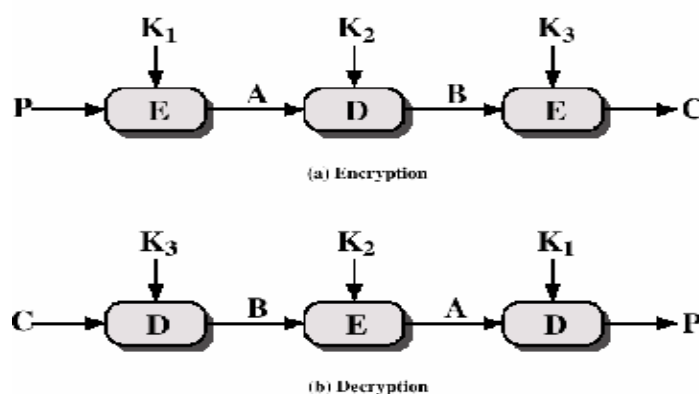 K₁ K₂ K₃
P E A D B E C
(a) Encryption
K₃ K₂ K₁
C D B E A D P
(b) Decryption